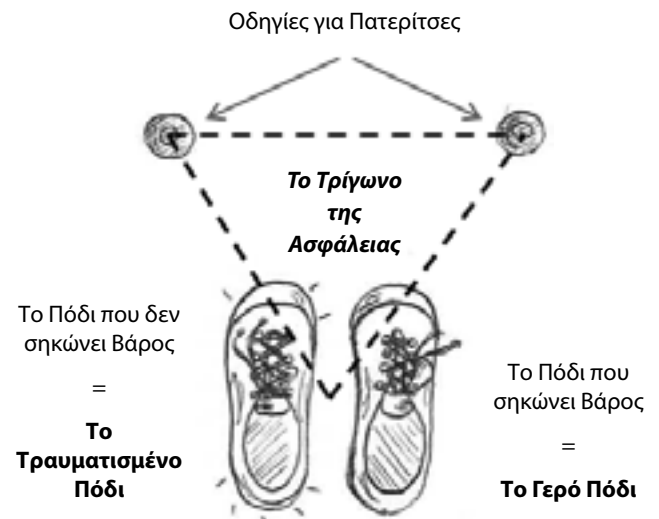 Οδηγίες για Πατερίτσες
Το Τρίγωνο
της
Ασφάλειας
Το Πόδι που δεν
σηκώνει Βάρος
=
Το
Τραυματισμένο
Πόδι
Το Πόδι που
σηκώνει Βάρος
=
Το Γερό Πόδι